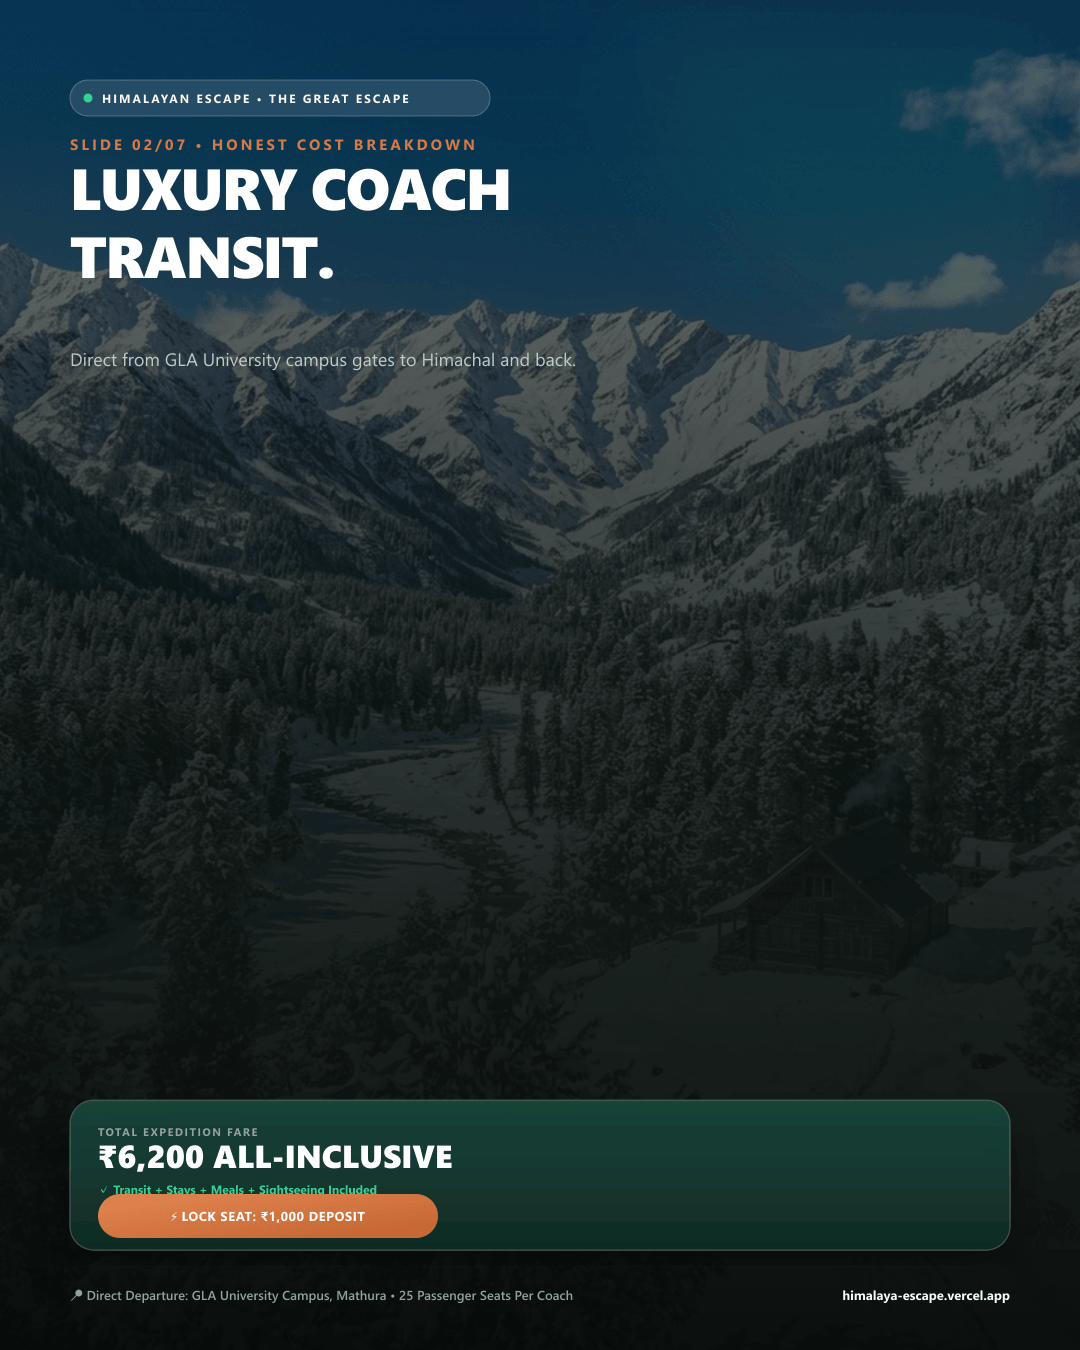 HIMALAYAN ESCAPE • THE GREAT ESCAPE
SLIDE 02/07 • HONEST COST BREAKDOWN
LUXURY COACH
TRANSIT.
Direct from GLA University campus gates to Himachal and back.
TOTAL EXPEDITION FARE
₹6,200 ALL-INCLUSIVE
✓ Transit + Stays + Meals + Sightseeing Included
⚡ LOCK SEAT: ₹1,000 DEPOSIT
📍 Direct Departure: GLA University Campus, Mathura • 25 Passenger Seats Per Coach
himalaya-escape.vercel.app